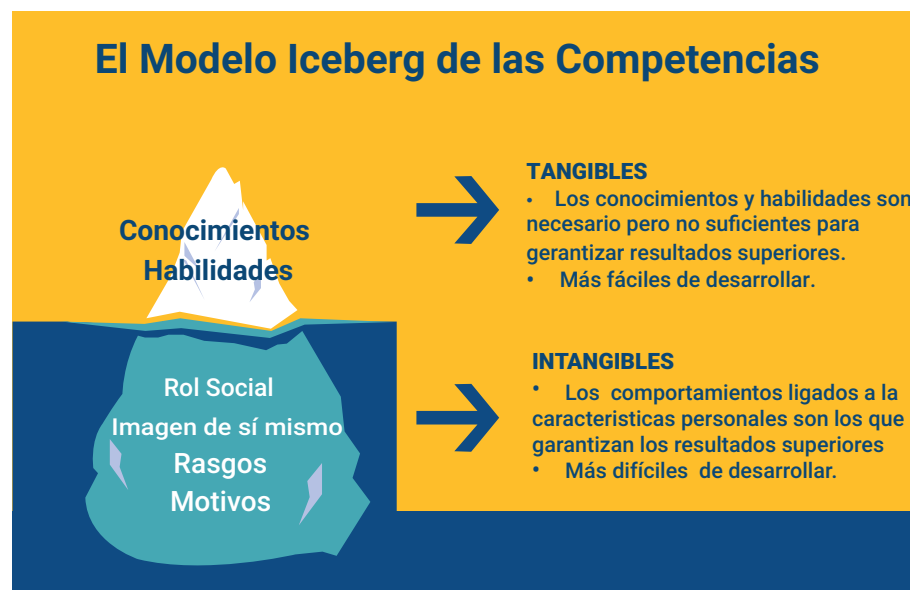 El Modelo Iceberg de las Competencias
Conocimientos
Habilidades
TANGIBLES
• Los conocimientos y habilidades son
necesario pero no suficientes para
gerantizar resultados superiores.
• Más fáciles de desarrollar.
Rol Social
Imagen de sí mismo
Rasgos
Motivos
INTANGIBLES
• Los comportamientos ligados a la
caracteristicas personales son los que
garantizan los resultados superiores
• Más difíciles de desarrollar.